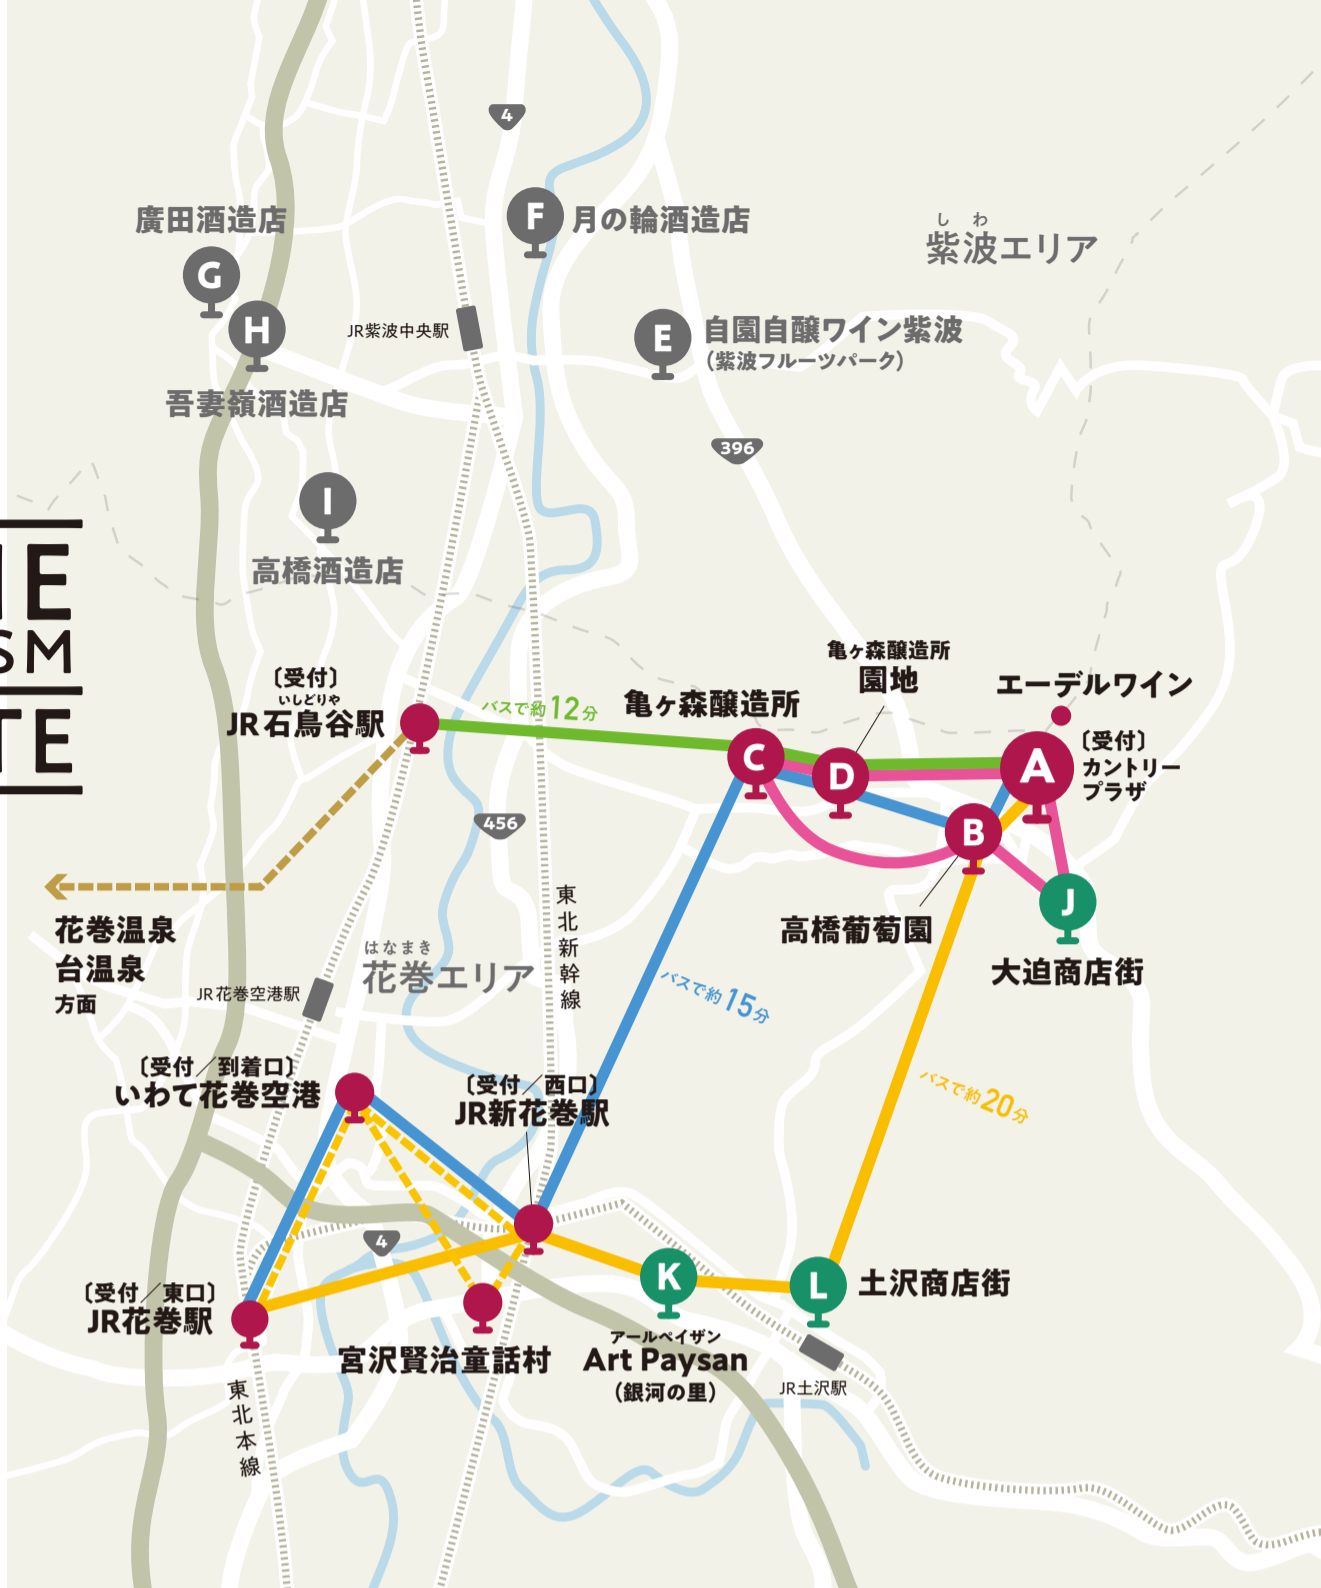 4
廣田酒造店
G
H
吾妻嶺酒造店
F
月の輪酒造店
しわ
紫波エリア
JR紫波中央駅
E
自園自醸ワイン紫波
(紫波フルーツパーク)
396
I
高橋酒造店
NE
SM
TE
〔受付〕
いしどりや
JR石鳥谷駅
バスで約12分
亀ヶ森醸造所
C
亀ヶ森醸造所
園地
D
エーデルワイン
A
〔受付〕
カントリー
プラザ
B
高橋葡萄園
J
大迫商店街
456
花巻温泉
台温泉
方面
はなまき
花巻エリア
東北新幹線
JR花巻空港駅
バスで約15分
バスで約20分
〔受付／到着口〕
いわて花巻空港
〔受付／西口〕
JR新花巻駅
4
〔受付／東口〕
JR花巻駅
宮沢賢治童話村
K
アールペイザン
Art Paysan
(銀河の里)
L
土沢商店街
JR土沢駅
東北本線